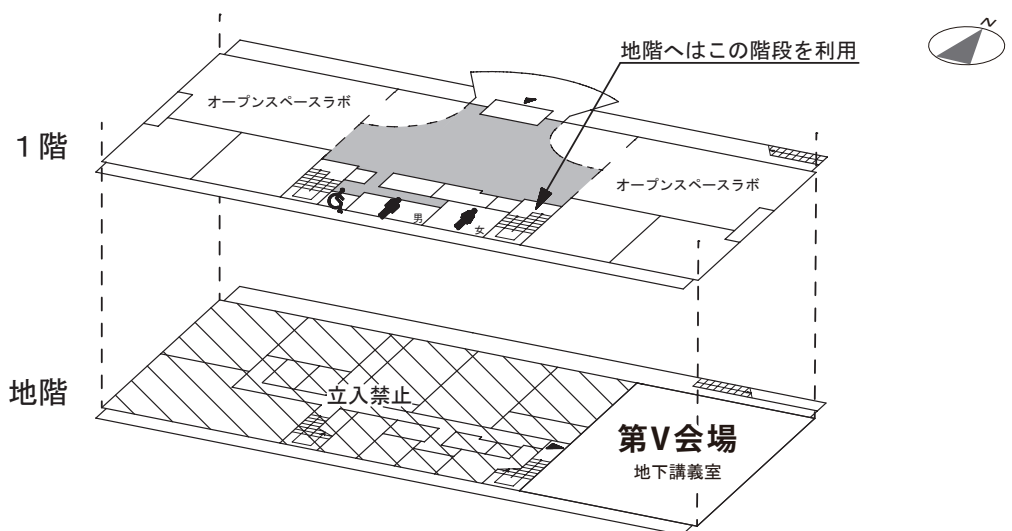 N
地階へはこの階段を利用
オープンスペースラボ
1階
オープンスペースラボ
男
女
地階
立入禁止
第V会場
地下講義室